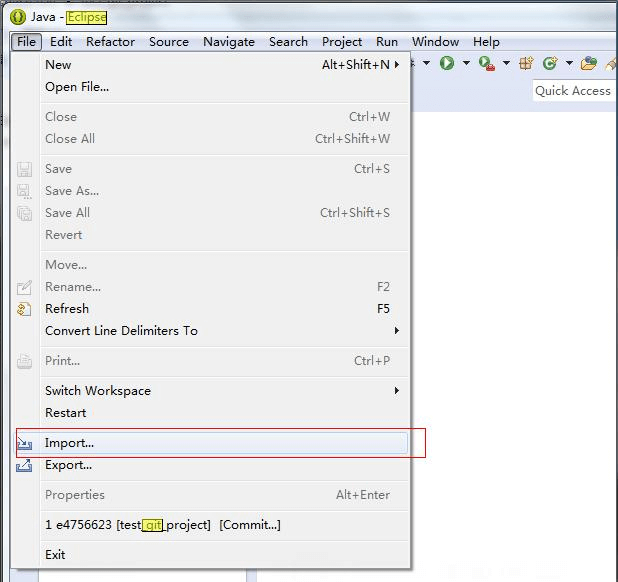 Java - Eclipse
File Edit Refactor Source Navigate Search Project Run Window Help
New Alt+Shift+N
Open File...
Quick Access
Close Ctrl+W
Close All Ctrl+Shift+W
Save Ctrl+S
Save As...
Save All Ctrl+Shift+S
Revert
Move...
Rename... F2
Refresh F5
Convert Line Delimiters To
Print... Ctrl+P
Switch Workspace
Restart
Import...
Export...
Properties Alt+Enter
1 e4756623 [test_git_project] [Commit...]
Exit